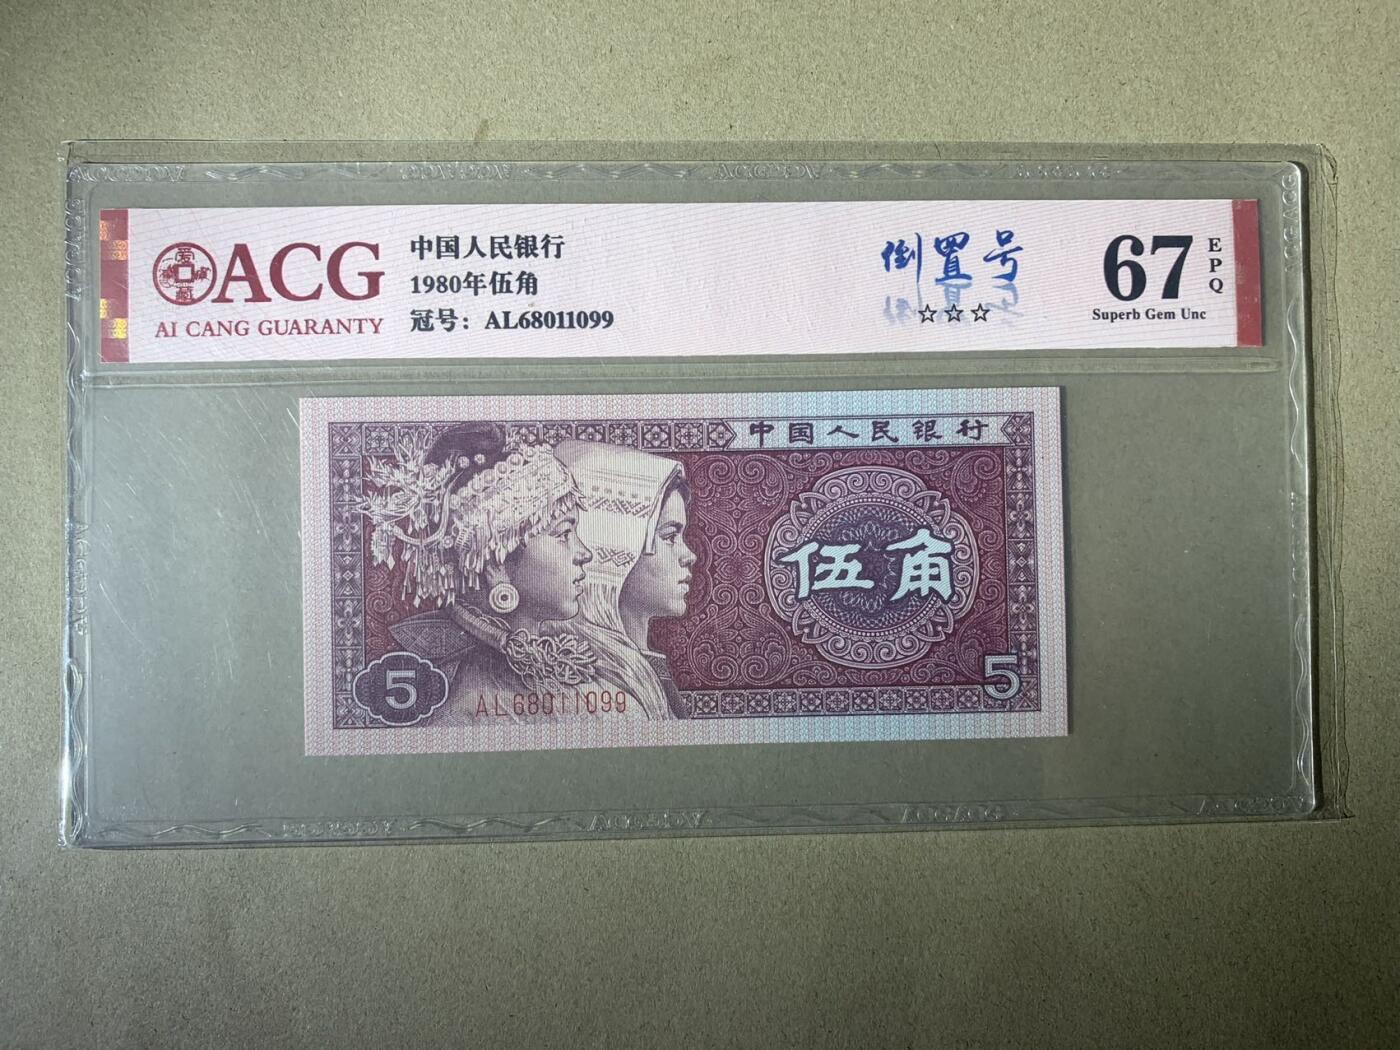 ACG
AI CANG GUARANTY
中国人民银行
1980年伍角
冠号：AL68011099
倒置号
☆☆☆
67
EPQ
Superb Gem Unc
中国人民银行
伍角
5
AL68011099
5